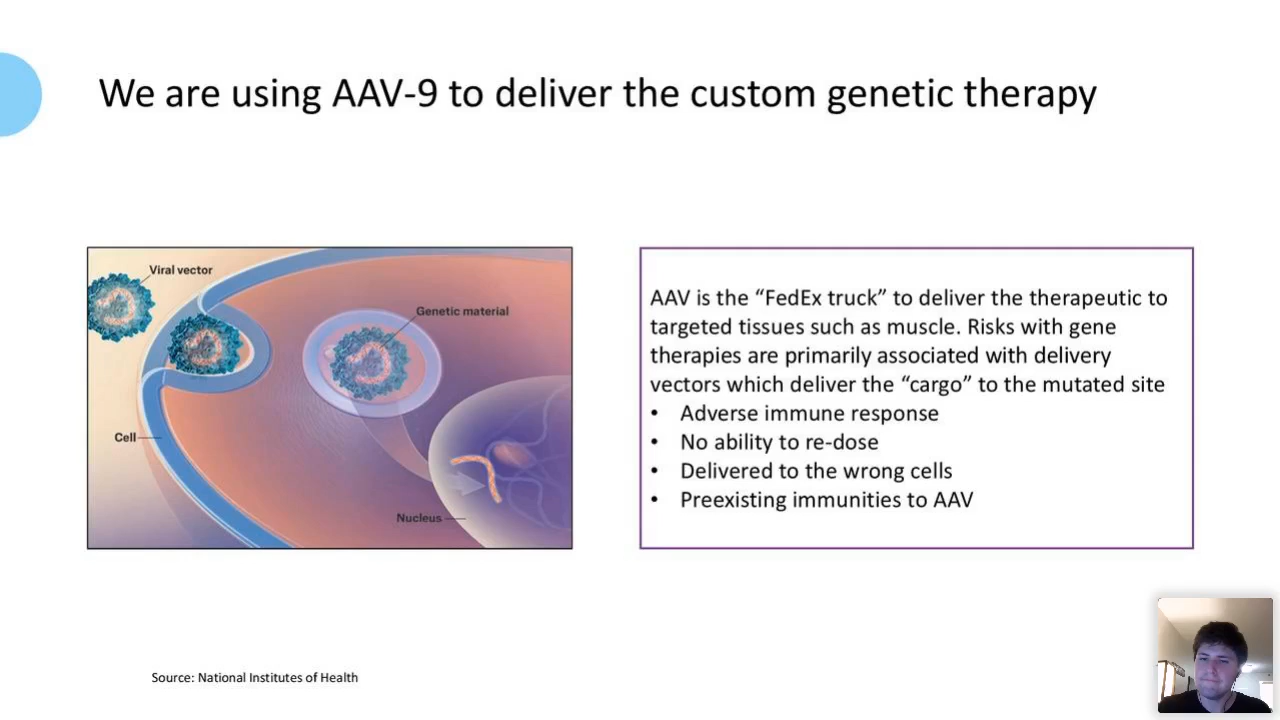 We are using AAV-9 to deliver the custom genetic therapy
Viral vector
Genetic material
Cell
Nucleus
AAV is the “FedEx truck” to deliver the therapeutic to
targeted tissues such as muscle. Risks with gene
therapies are primarily associated with delivery
vectors which deliver the “cargo” to the mutated site
• Adverse immune response
• No ability to re-dose
• Delivered to the wrong cells
• Preexisting immunities to AAV
Source: National Institutes of Health